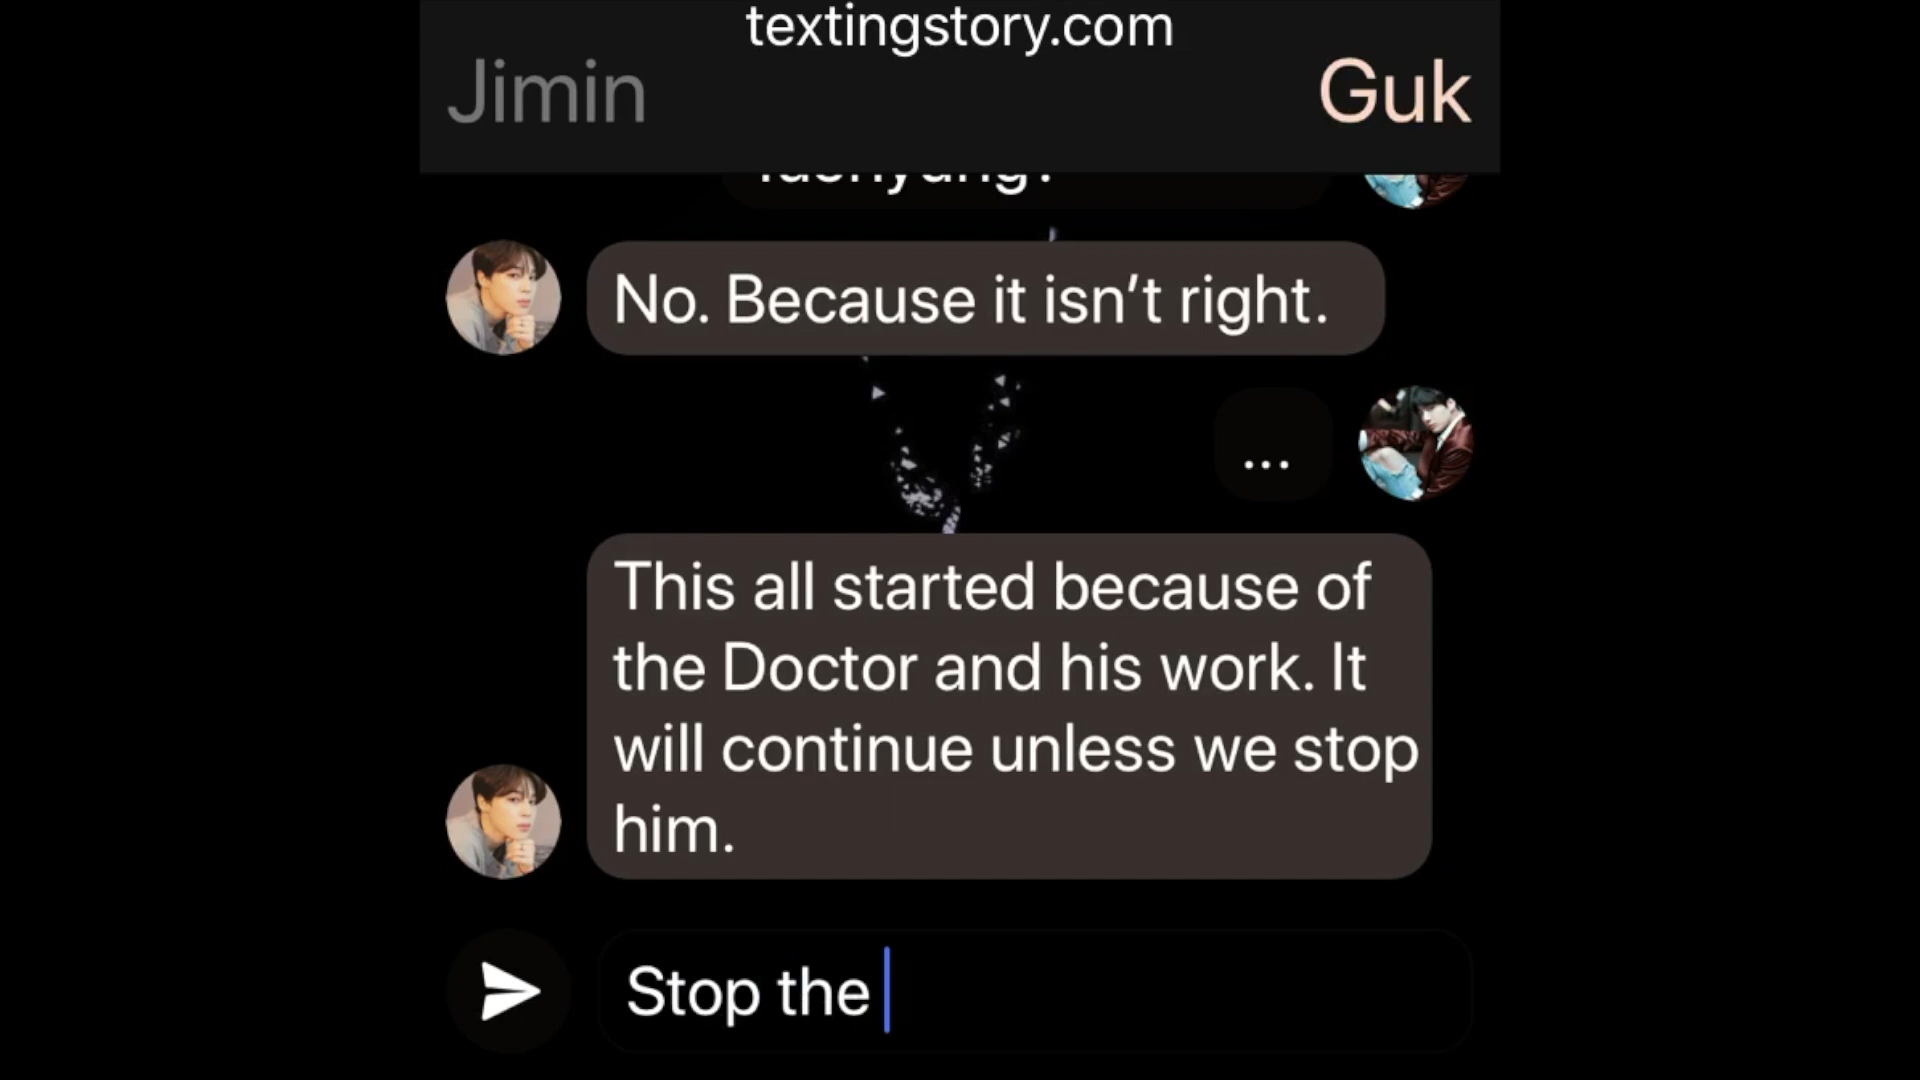 textingstory.com
Jimin
Guk
No. Because it isn’t right.
...
This all started because of
the Doctor and his work. It
will continue unless we stop
him.
Stop the